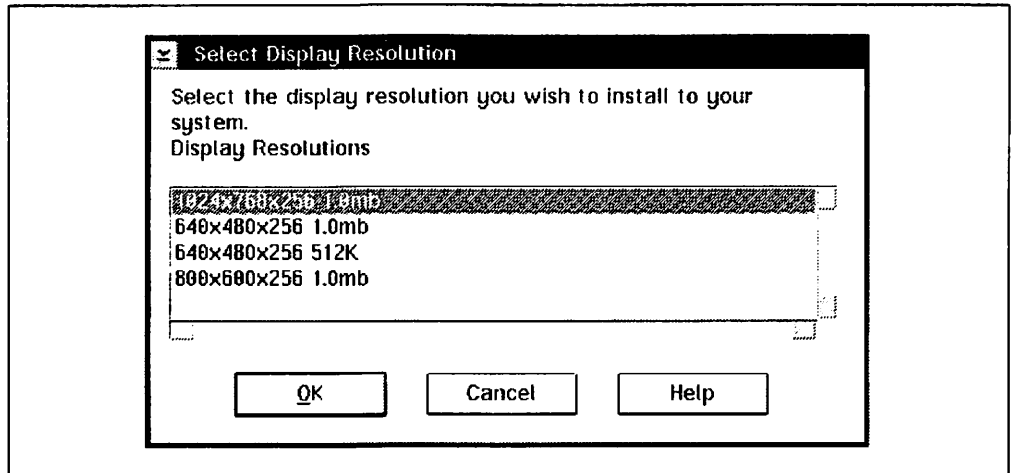 Select Display Resolution
Select the display resolution you wish to install to your
system.
Display Resolutions
1024x768x256 1.0mb
640x480x256 1.0mb
640x480x256 512K
800x600x256 1.0mb
OK
Cancel
Help